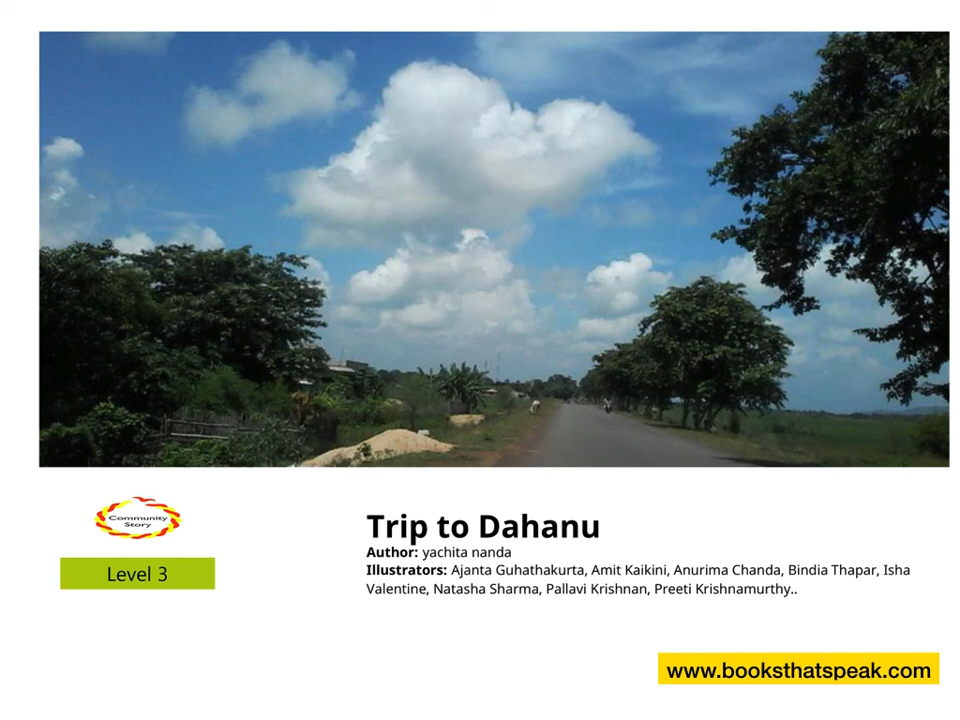 Community
Story
Level 3
Trip to Dahanu
Author: yachita nanda
Illustrators: Ajanta Guhathakurta, Amit Kaikini, Anurima Chanda, Bindia Thapar, Isha
Valentine, Natasha Sharma, Pallavi Krishnan, Preeti Krishnamurthy..
www.booksthatspeak.com